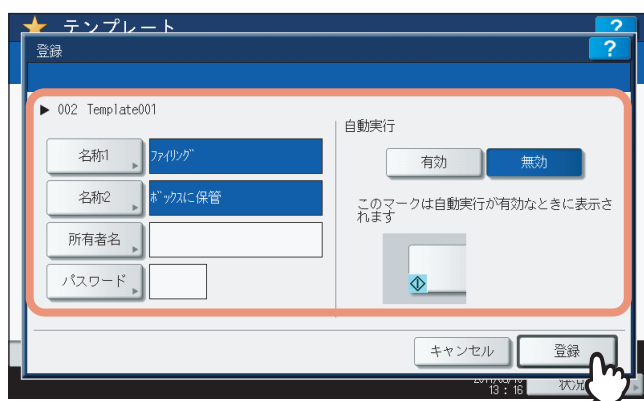 テンプレート
?
登録
?
▶ 002 Template001
名称1
ﾌｧｲﾘﾝｸﾞ
名称2
ﾎﾞｯｸｽに保管
所有者名
パスワード
自動実行
有効
無効
このマークは自動実行が有効なときに表示さ
れます
キャンセル
登録
13 : 16
状況